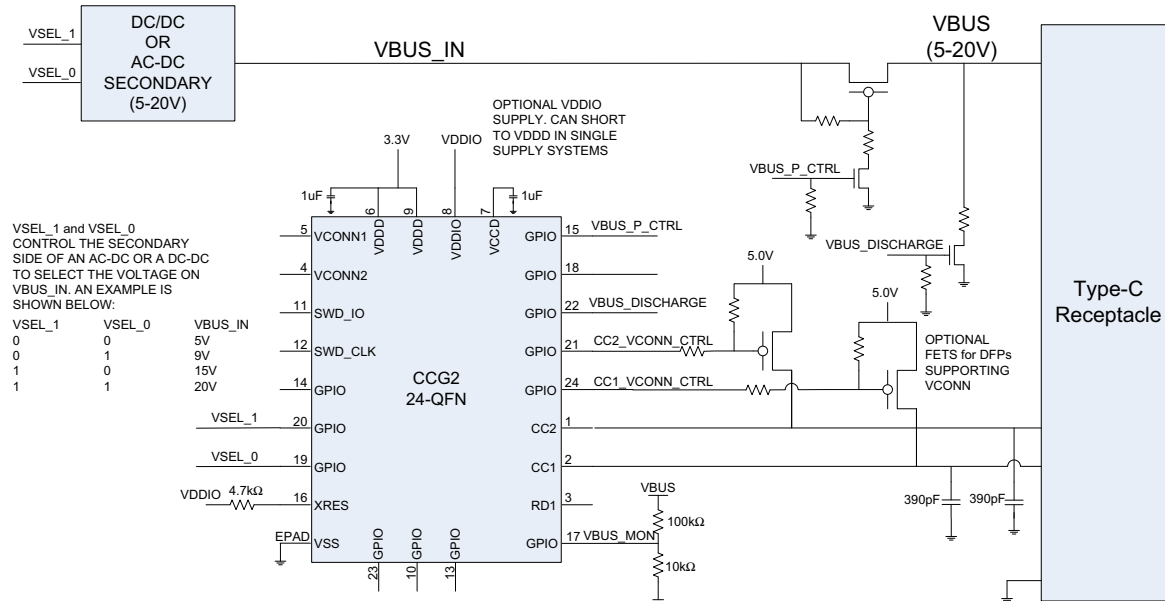 VSEL_1
VSEL_0
DC/DC
OR
AC-DC
SECONDARY
(5-20V)
VBUS_IN
VBUS
(5-20V)
OPTIONAL VDDIO
SUPPLY. CAN SHORT
TO VDDD IN SINGLE
SUPPLY SYSTEMS
3.3V
VDDIO
1uF
1uF
VBUS_P_CTRL
VBUS_DISCHARGE
Type-C
Receptacle
VSEL_1 and VSEL_0
CONTROL THE SECONDARY
SIDE OF AN AC-DC OR A DC-DC
TO SELECT THE VOLTAGE ON
VBUS_IN. AN EXAMPLE IS
SHOWN BELOW:
VSEL_1 VSEL_0 VBUS_IN
0 0 5V
0 1 9V
1 0 15V
1 1 20V
CCG2
24-QFN
6 VDDD
9 VDDD
8 VDDIO
7 VCCD
5 VCONN1
4 VCONN2
11 SWD_IO
12 SWD_CLK
14 GPIO
VSEL_1 20 GPIO
VSEL_0 19 GPIO
VDDIO 4.7kΩ 16 XRES
EPAD VSS
23 GPIO
10 GPIO
13 GPIO
GPIO 15 VBUS_P_CTRL
GPIO 18
GPIO 22 VBUS_DISCHARGE
GPIO 21 CC2_VCONN_CTRL
GPIO 24 CC1_VCONN_CTRL
CC2 1
CC1 2
RD1 3
GPIO 17 VBUS_MON
VBUS
100kΩ
10kΩ
5.0V
5.0V
OPTIONAL
FETS for DFPs
SUPPORTING
VCONN
390pF
390pF